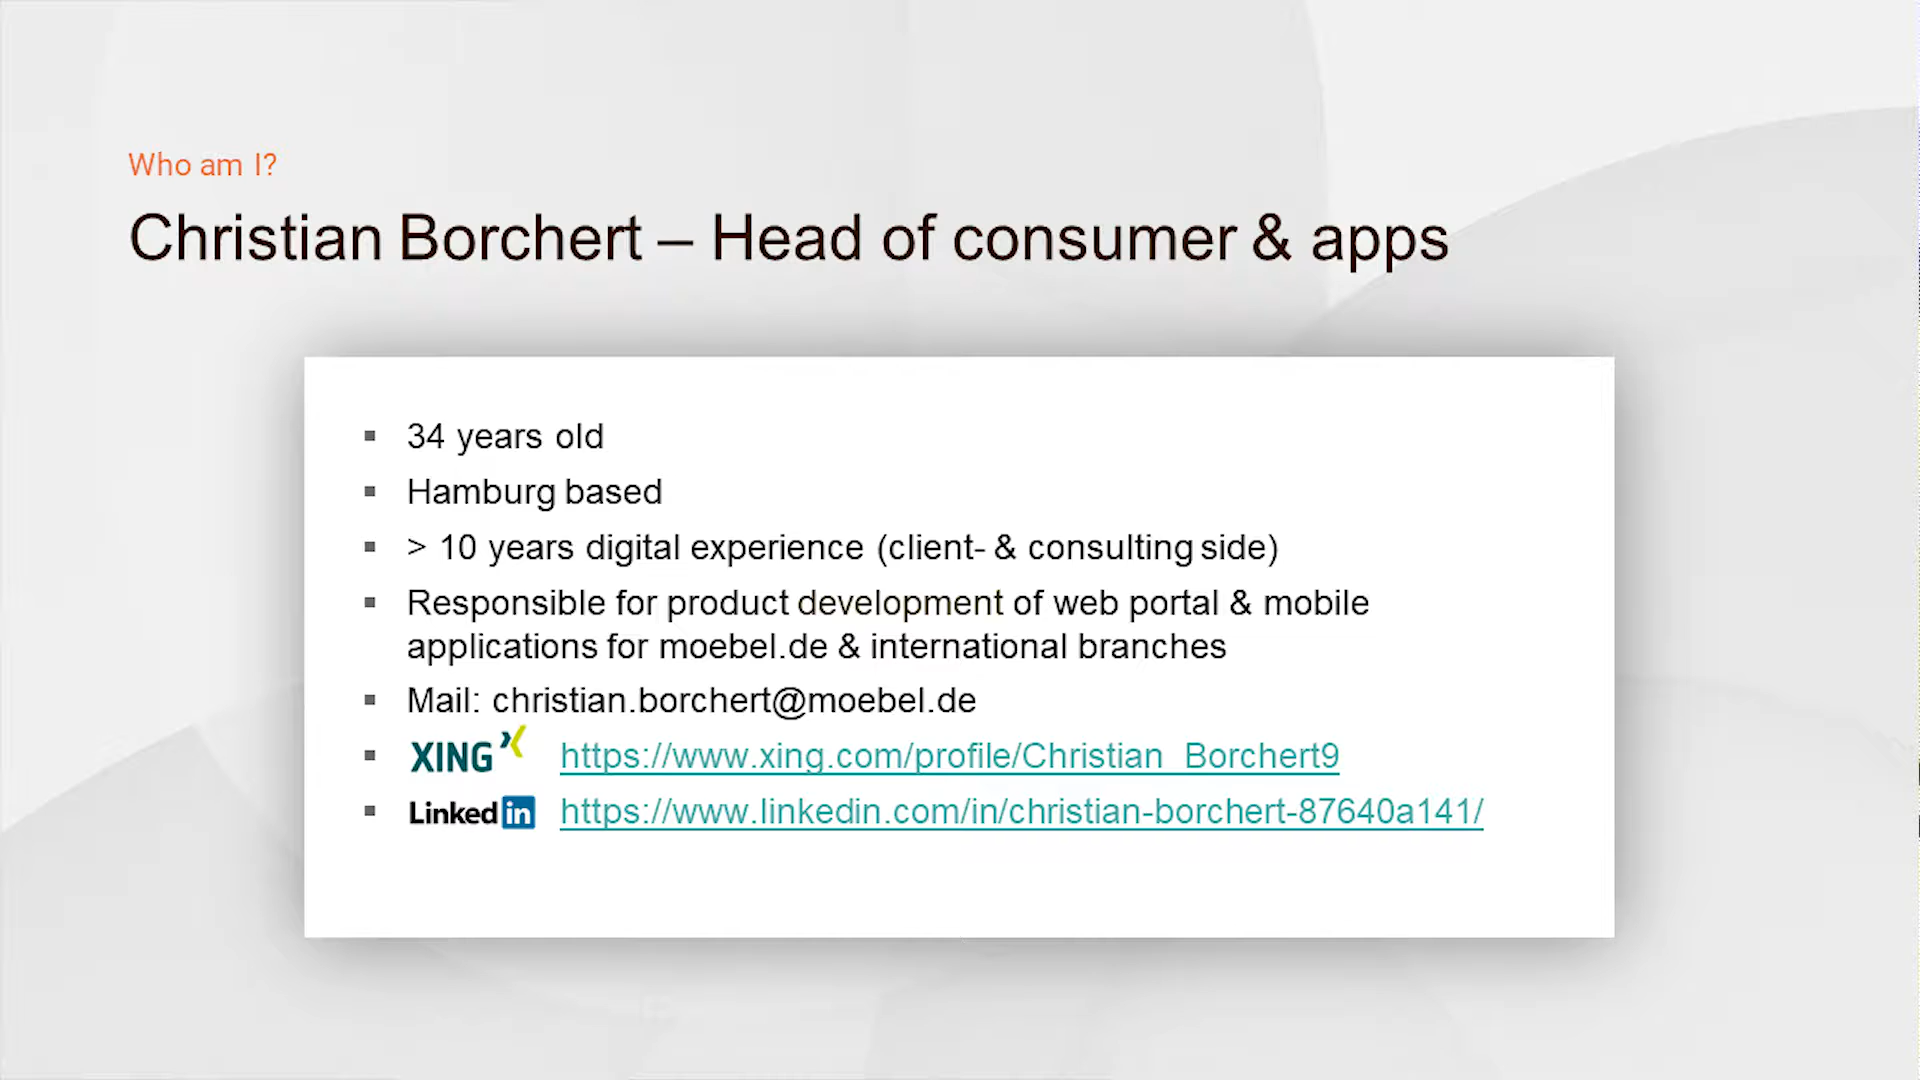 Who am I?
Christian Borchert – Head of consumer & apps
▪ 34 years old
▪ Hamburg based
▪ > 10 years digital experience (client- & consulting side)
▪ Responsible for product development of web portal & mobile
applications for moebel.de & international branches
▪ Mail: christian.borchert@moebel.de
▪ XING https://www.xing.com/profile/Christian_Borchert9
▪ Linkedin https://www.linkedin.com/in/christian-borchert-87640a141/